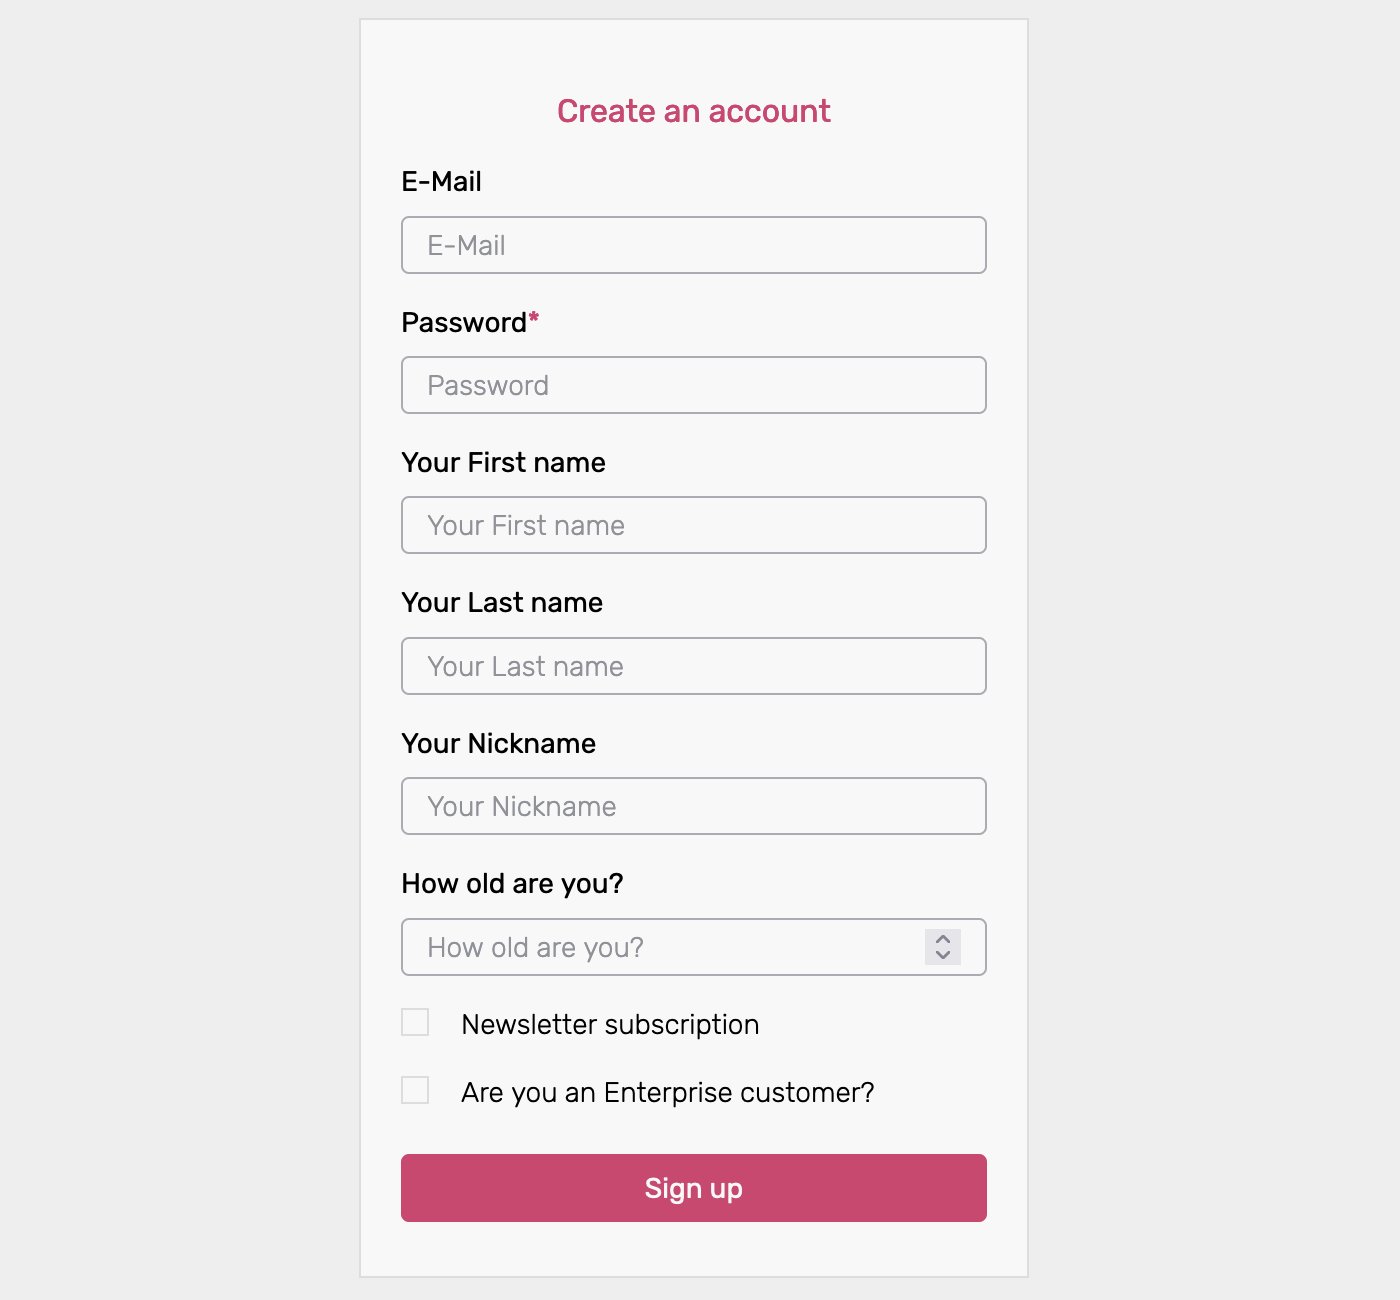 Create an account
E-Mail
E-Mail
Password*
Password
Your First name
Your First name
Your Last name
Your Last name
Your Nickname
Your Nickname
How old are you?
How old are you?
Newsletter subscription
Are you an Enterprise customer?
Sign up